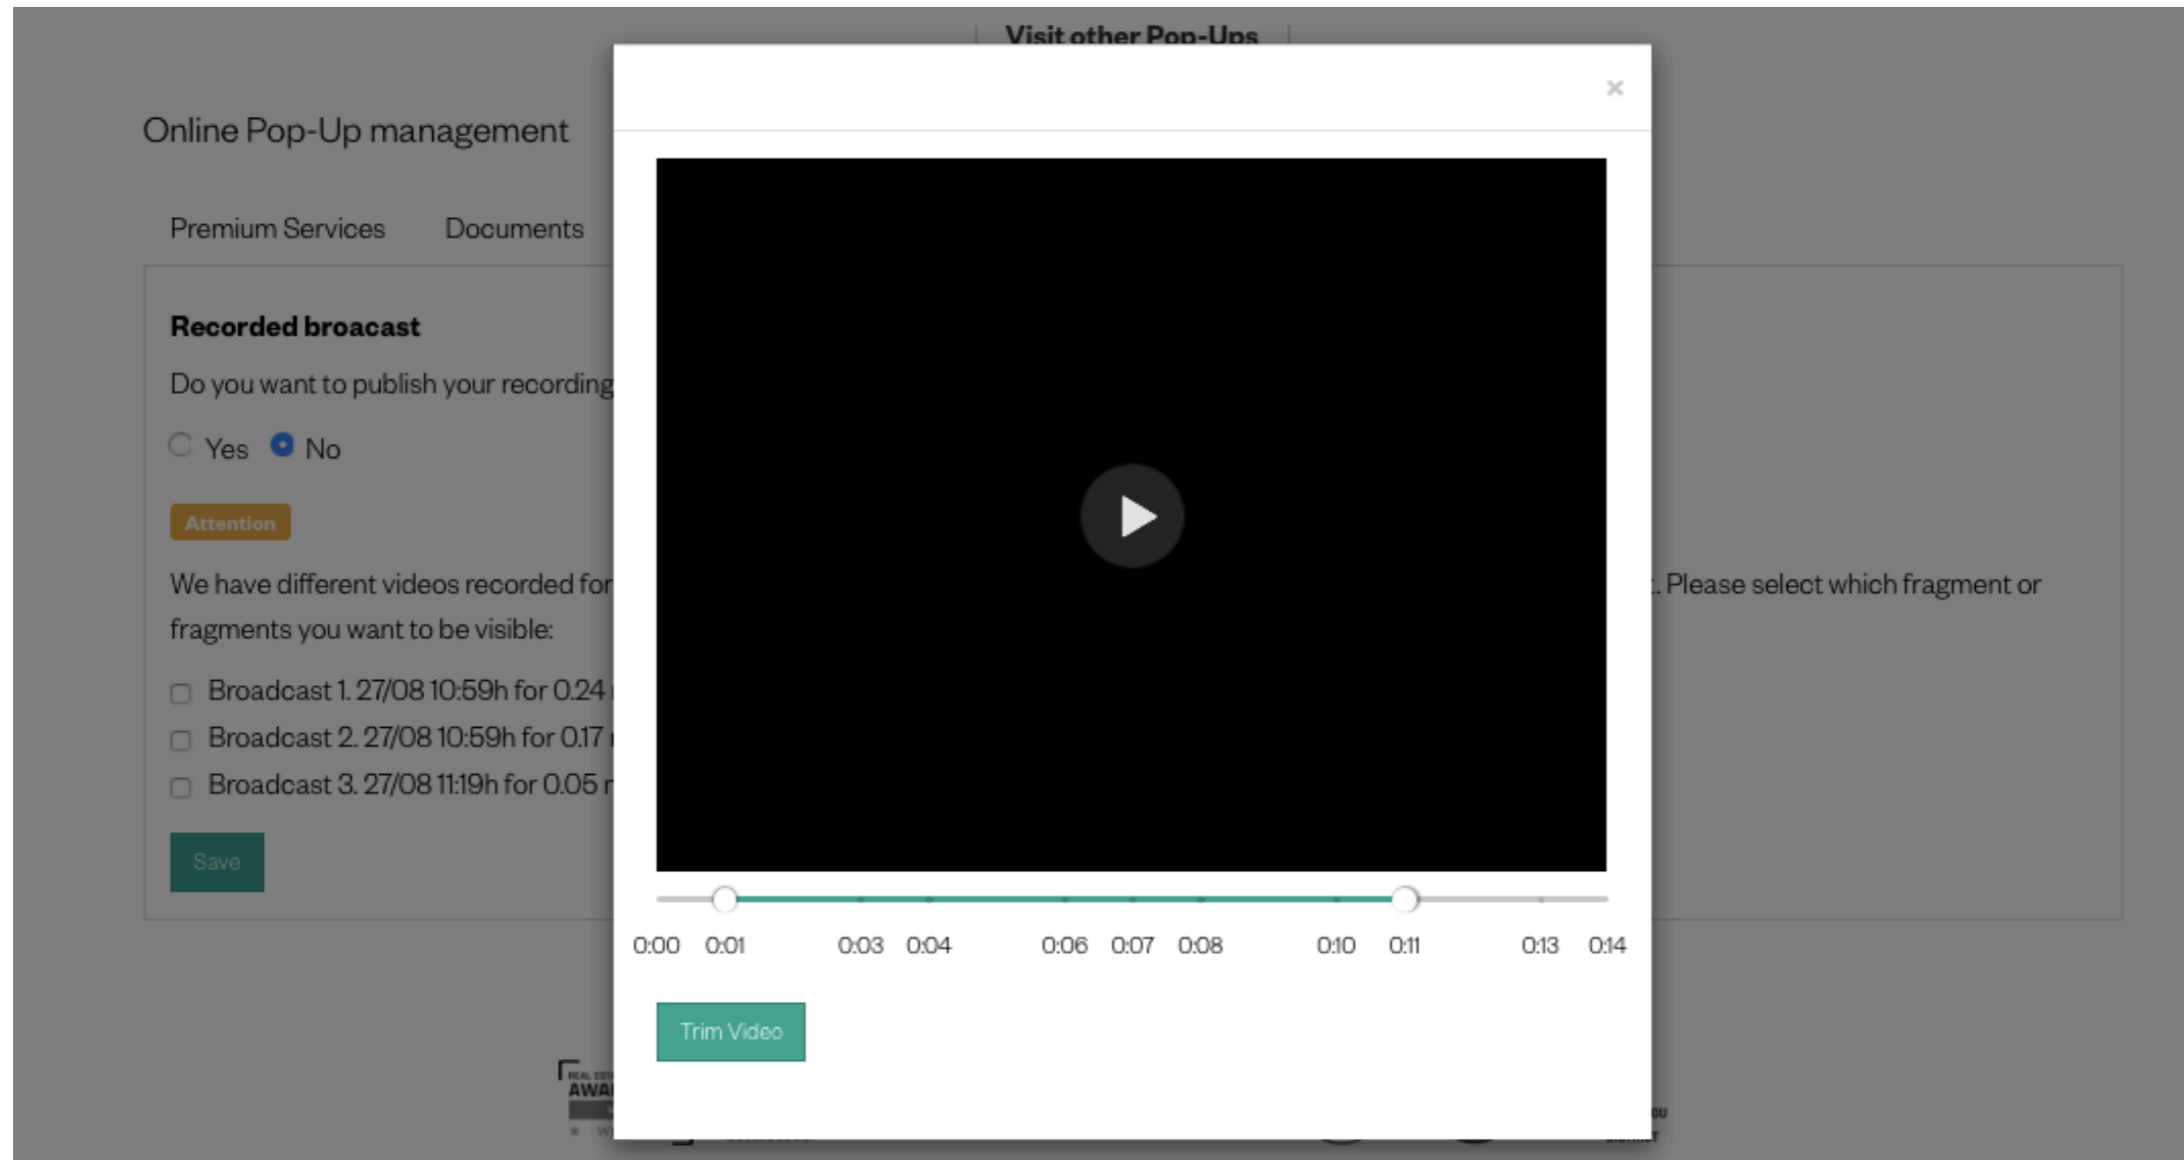 Visit other Pop-Ups
×
Online Pop-Up management
Premium Services Documents
Recorded broacast
Do you want to publish your recording
Yes No
Attention
We have different videos recorded for . Please select which fragment or
fragments you want to be visible:
Broadcast 1. 27/08 10:59h for 0.24
Broadcast 2. 27/08 10:59h for 0.17
Broadcast 3. 27/08 11:19h for 0.05
Save
0:00 0:01 0:03 0:04 0:06 0:07 0:08 0:10 0:11 0:13 0:14
Trim Video